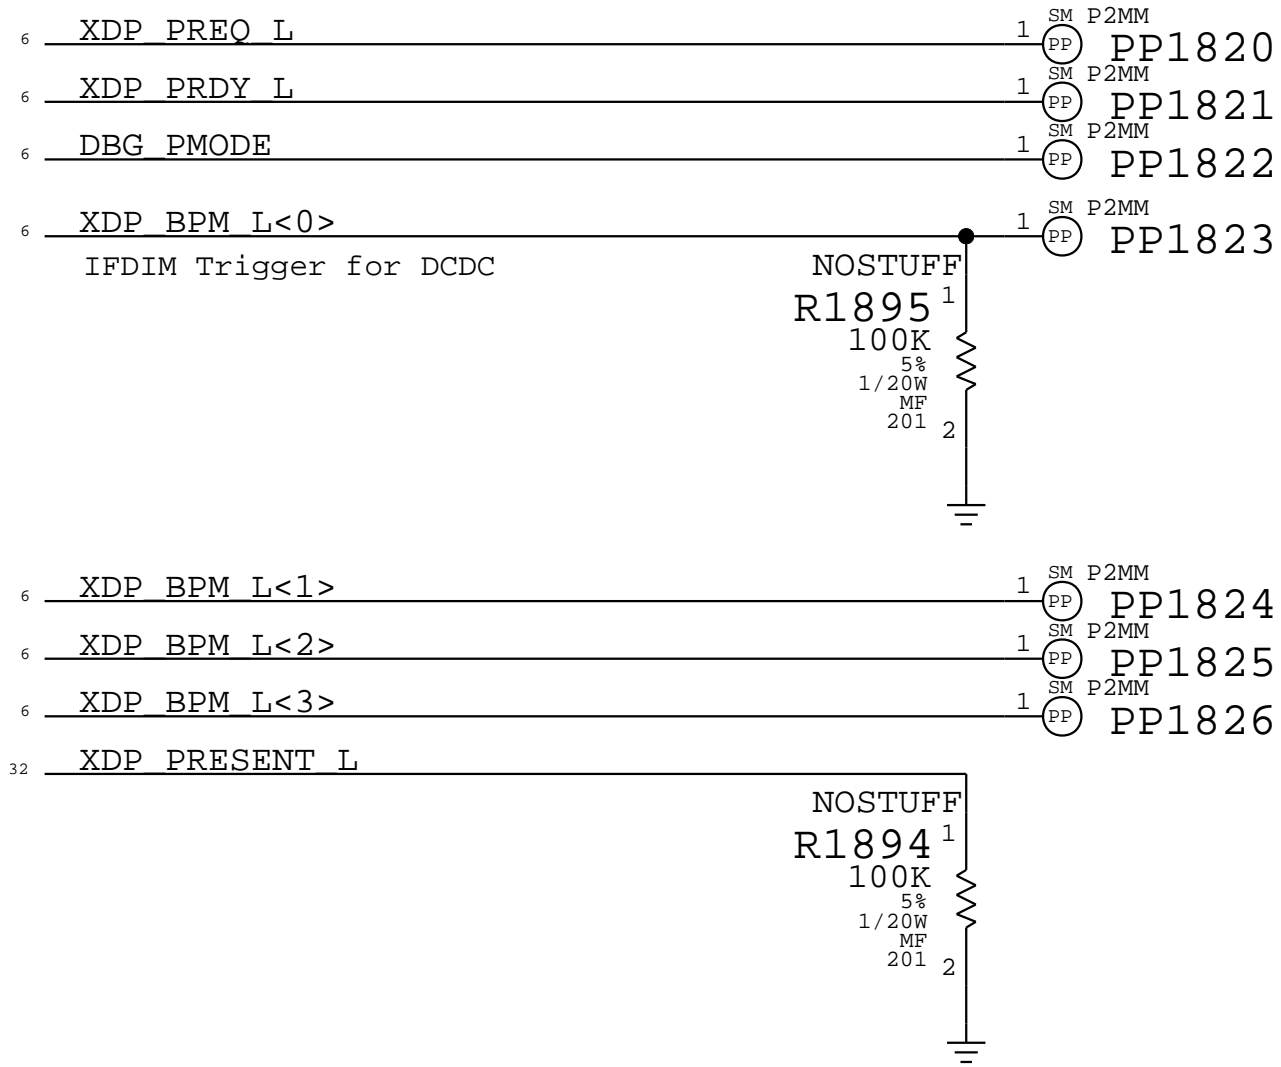 SM P2MM
6 XDP_PREQ_L 1 PP PP1820
SM P2MM
6 XDP_PRDY_L 1 PP PP1821
SM P2MM
6 DBG_PMODE 1 PP PP1822
SM P2MM
6 XDP_BPM_L<0> 1 PP PP1823
IFDIM Trigger for DCDC
NOSTUFF
R1895 1
100K
5%
1/20W
MF
201
2
SM P2MM
6 XDP_BPM_L<1> 1 PP PP1824
SM P2MM
6 XDP_BPM_L<2> 1 PP PP1825
SM P2MM
6 XDP_BPM_L<3> 1 PP PP1826
32 XDP_PRESENT_L
NOSTUFF
R1894 1
100K
5%
1/20W
MF
201
2